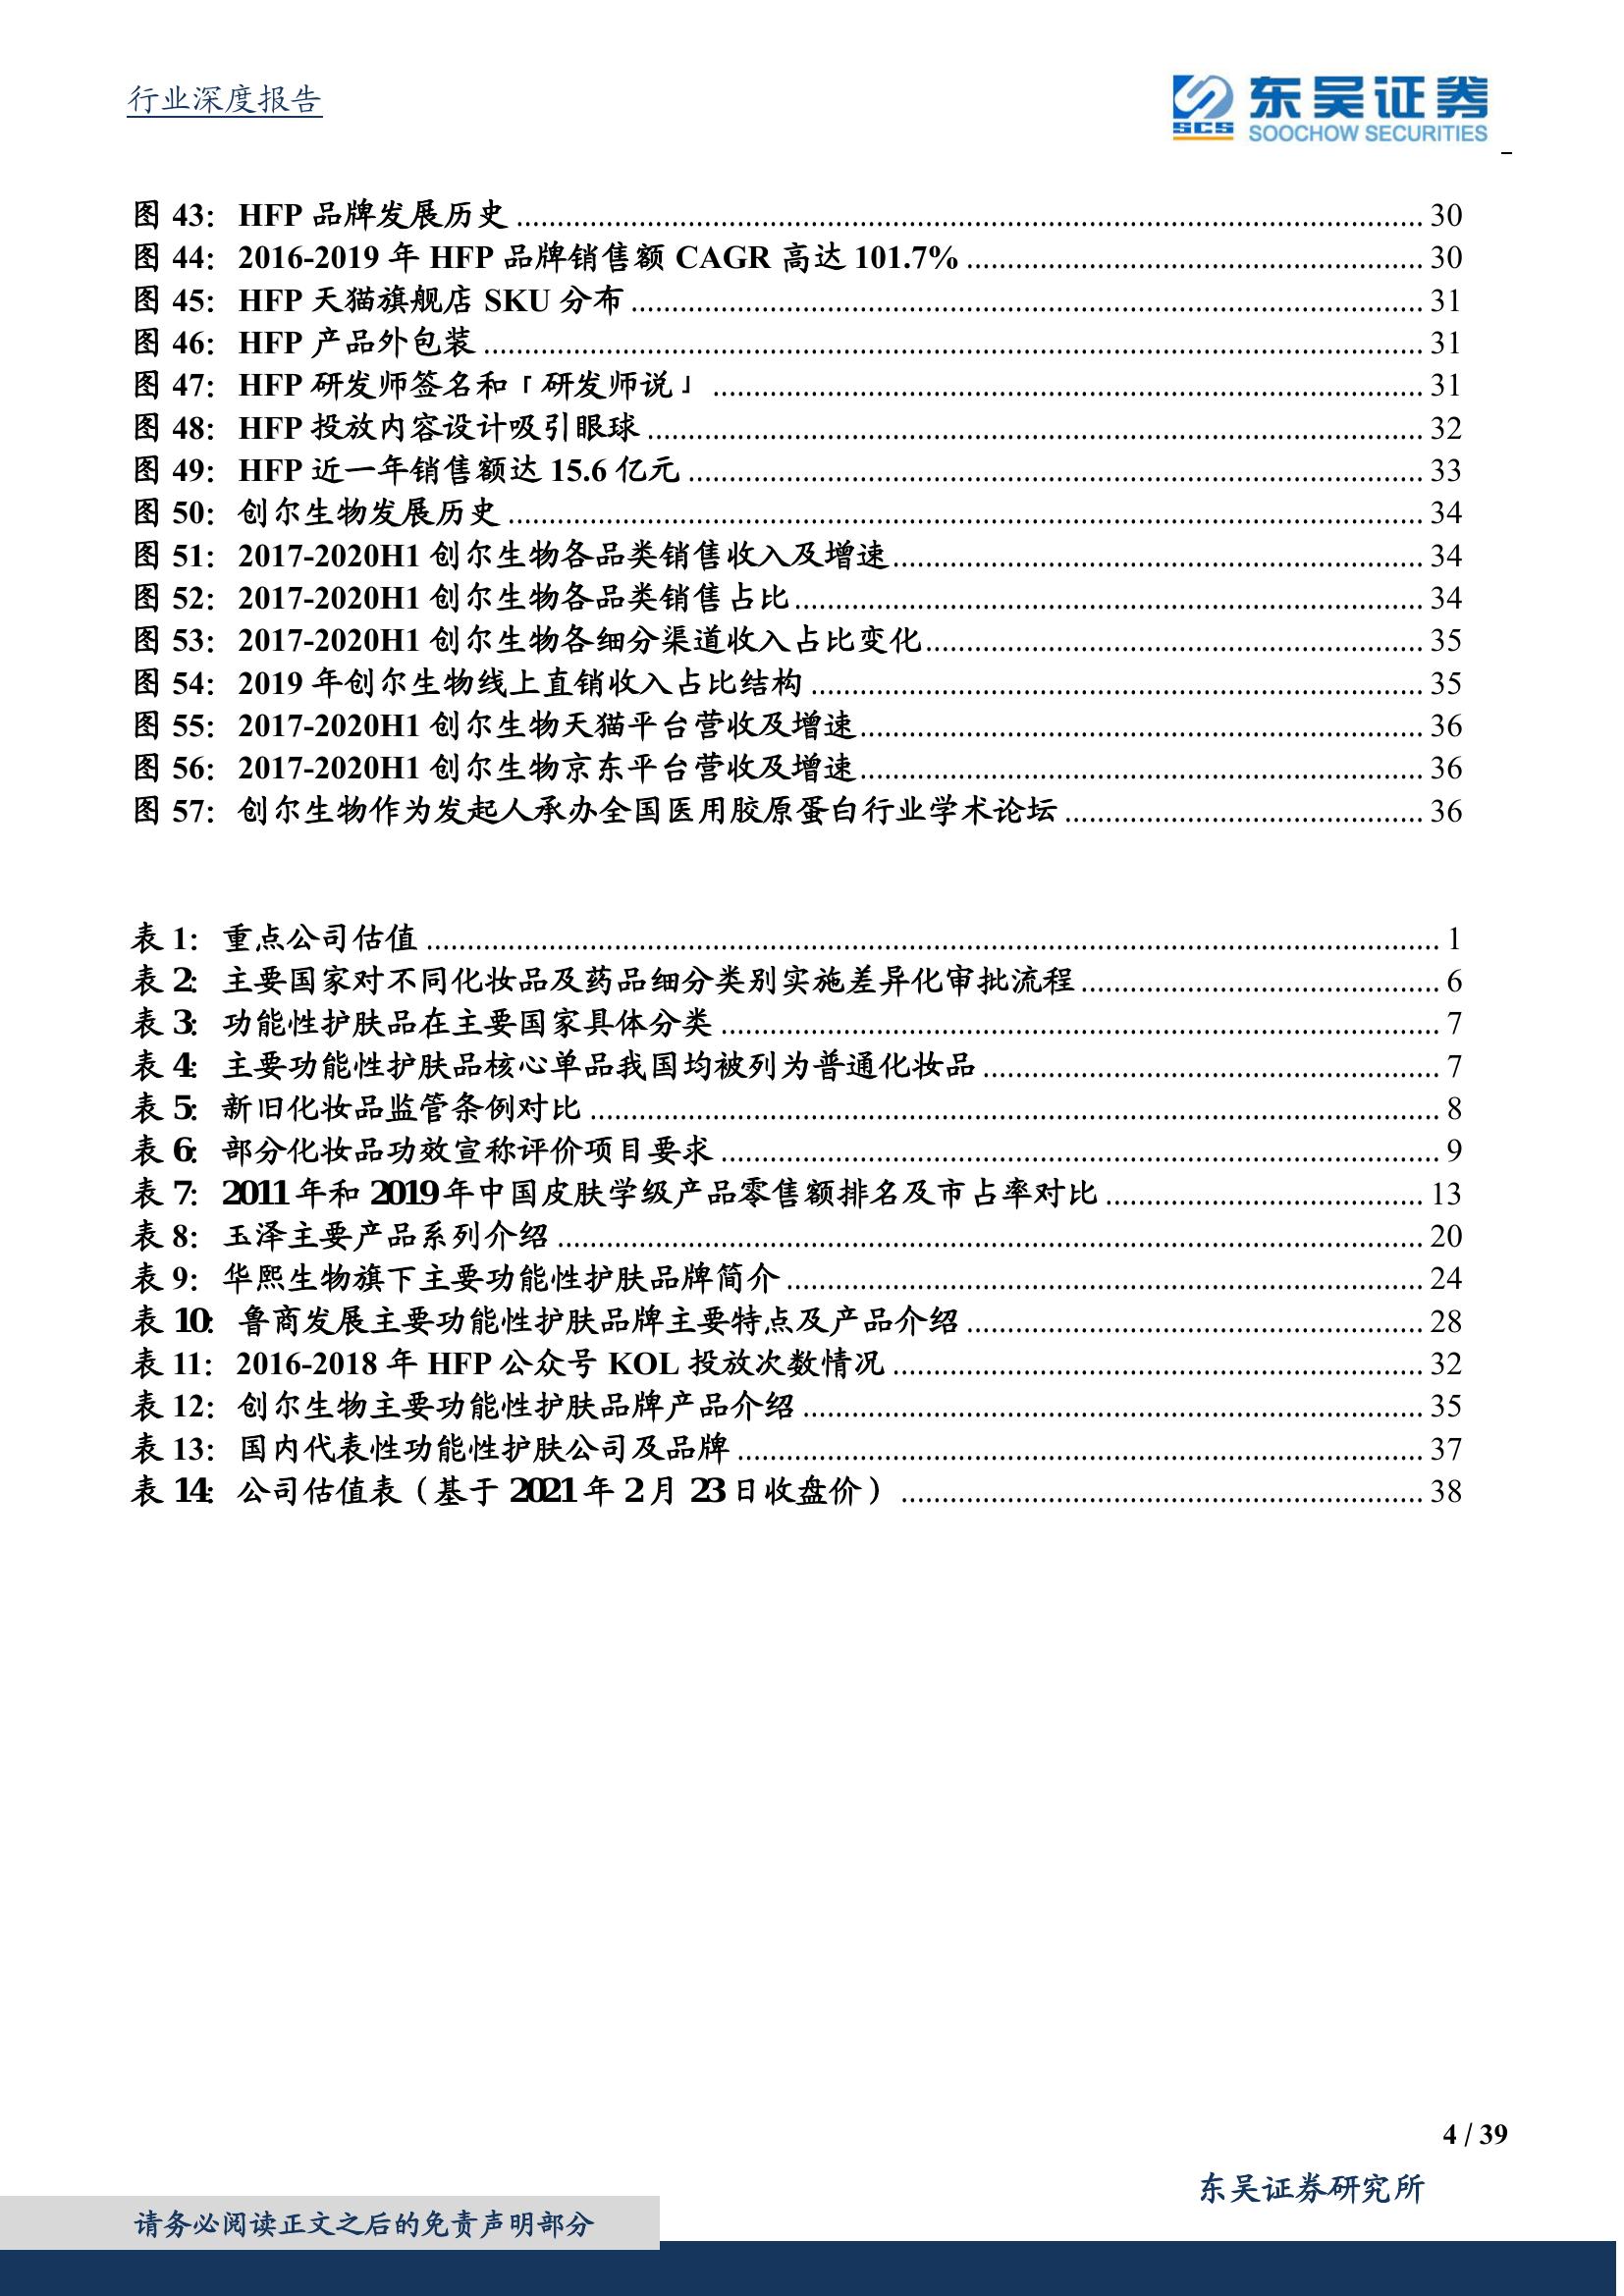 行业深度报告
SCS 东吴证券
SOOCHOW SECURITIES
图 43：HFP 品牌发展历史 ........ 30
图 44：2016-2019 年 HFP 品牌销售额 CAGR 高达 101.7% ........ 30
图 45：HFP 天猫旗舰店 SKU 分布 ........ 31
图 46：HFP 产品外包装 ........ 31
图 47：HFP 研发师签名和「研发师说」 ........ 31
图 48：HFP 投放内容设计吸引眼球 ........ 32
图 49：HFP 近一年销售额达 15.6 亿元 ........ 33
图 50：创尔生物发展历史 ........ 34
图 51：2017-2020H1 创尔生物各品类销售收入及增速 ........ 34
图 52：2017-2020H1 创尔生物各品类销售占比 ........ 34
图 53：2017-2020H1 创尔生物各细分渠道收入占比变化 ........ 35
图 54：2019 年创尔生物线上直销收入占比结构 ........ 35
图 55：2017-2020H1 创尔生物天猫平台营收及增速 ........ 36
图 56：2017-2020H1 创尔生物京东平台营收及增速 ........ 36
图 57：创尔生物作为发起人承办全国医用胶原蛋白行业学术论坛 ........ 36
表 1：重点公司估值 ........ 1
表 2：主要国家对不同化妆品及药品细分类别实施差异化审批流程 ........ 6
表 3：功能性护肤品在主要国家具体分类 ........ 7
表 4：主要功能性护肤品核心单品我国均被列为普通化妆品 ........ 7
表 5：新旧化妆品监管条例对比 ........ 8
表 6：部分化妆品功效宣称评价项目要求 ........ 9
表 7：2011 年和 2019 年中国皮肤学级产品零售额排名及市占率对比 ........ 13
表 8：玉泽主要产品系列介绍 ........ 20
表 9：华熙生物旗下主要功能性护肤品牌简介 ........ 24
表 10：鲁商发展主要功能性护肤品牌主要特点及产品介绍 ........ 28
表 11：2016-2018 年 HFP 公众号 KOL 投放次数情况 ........ 32
表 12：创尔生物主要功能性护肤品牌产品介绍 ........ 35
表 13：国内代表性功能性护肤公司及品牌 ........ 37
表 14：公司估值表（基于 2021 年 2 月 23 日收盘价） ........ 38
4 / 39
东吴证券研究所
请务必阅读正文之后的免责声明部分